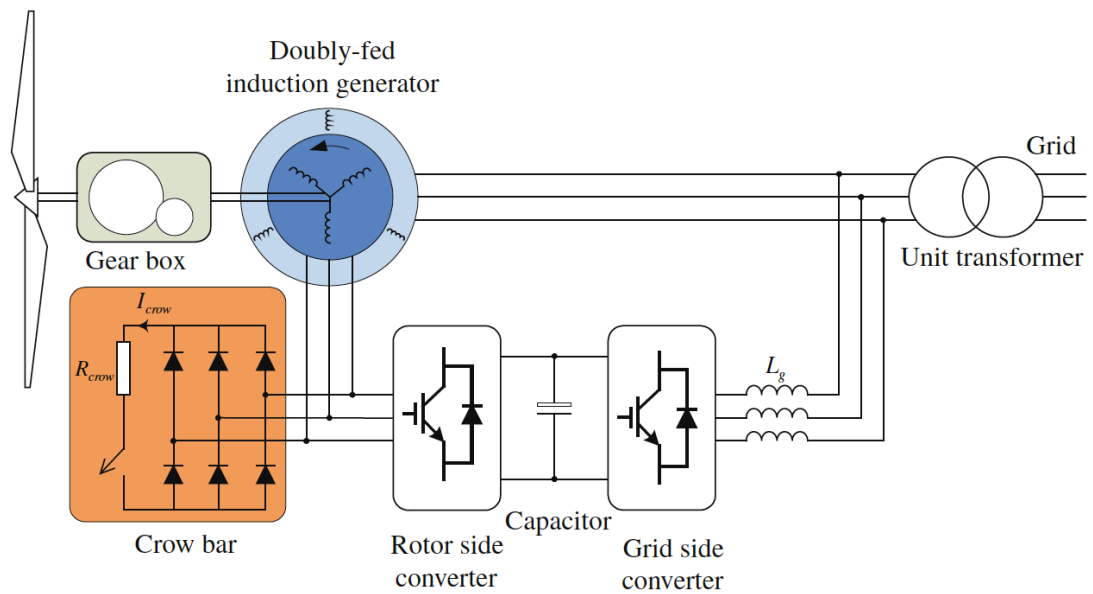 Doubly-fed
induction generator
Grid
Gear box
Unit transformer
I_crow
R_crow
L_g
Capacitor
Crow bar
Rotor side
converter
Grid side
converter